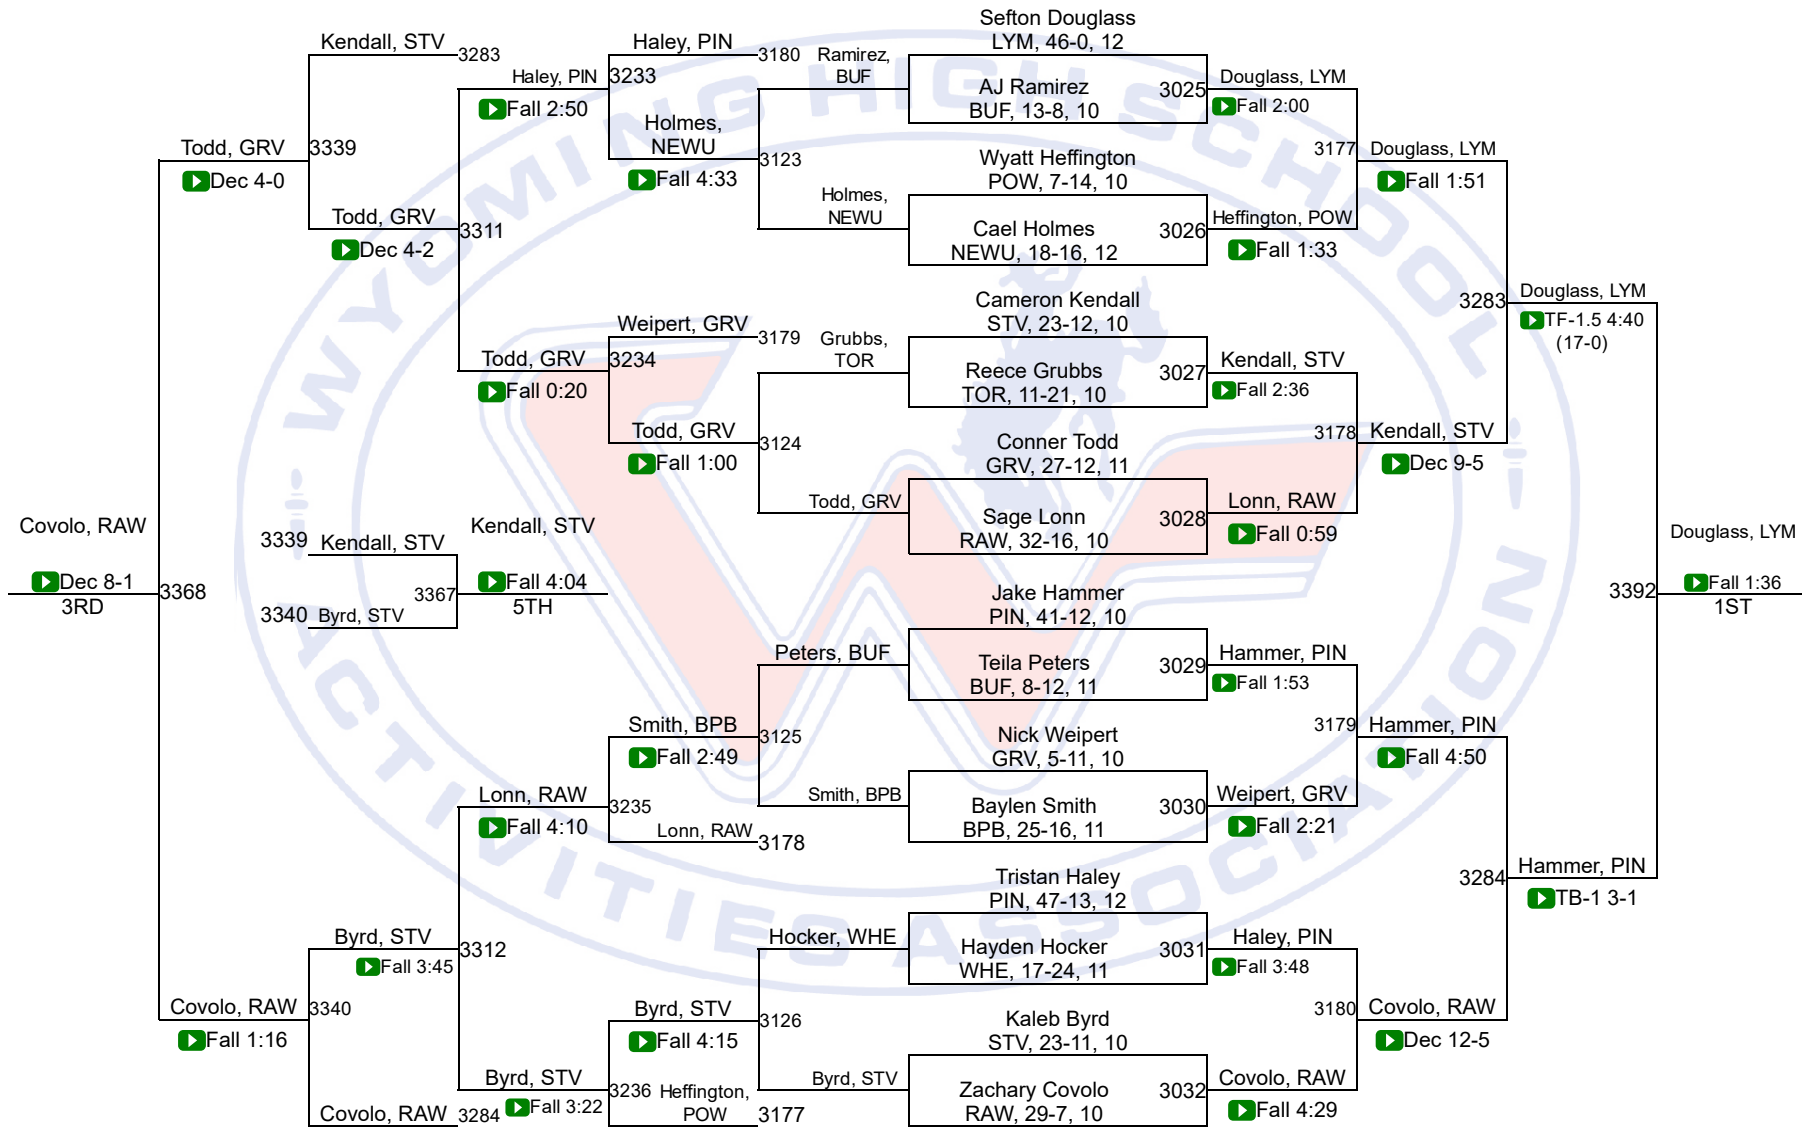 Sefton Douglass
LYM, 46-0, 12
Kendall, STV
3283
Haley, PIN
3180
Ramirez,
BUF
Haley, PIN
3233
AJ Ramirez
BUF, 13-8, 10
3025
Douglass, LYM
Fall 2:00
Fall 2:50
Holmes,
NEWU
3123
Fall 4:33
Todd, GRV
3339
Dec 4-0
Wyatt Heffington
POW, 7-14, 10
3177
Douglass, LYM
Fall 1:51
Todd, GRV
3311
Dec 4-2
Holmes,
NEWU
Cael Holmes
NEWU, 18-16, 12
3026
Heffington, POW
Fall 1:33
Cameron Kendall
STV, 23-12, 10
3283
Douglass, LYM
TF-1.5 4:40
(17-0)
Weipert, GRV
3179
Grubbs,
TOR
Todd, GRV
3234
Fall 0:20
Reece Grubbs
TOR, 11-21, 10
3027
Kendall, STV
Fall 2:36
Todd, GRV
3124
Fall 1:00
Conner Todd
GRV, 27-12, 11
3178
Kendall, STV
Dec 9-5
Todd, GRV
Sage Lonn
RAW, 32-16, 10
3028
Lonn, RAW
Fall 0:59
Covolo, RAW
Dec 8-1
3RD
3368
3339
Kendall, STV
3340
Byrd, STV
3367
Kendall, STV
Fall 4:04
5TH
Douglass, LYM
3392
Fall 1:36
1ST
Jake Hammer
PIN, 41-12, 10
Peters, BUF
Teila Peters
BUF, 8-12, 11
3029
Hammer, PIN
Fall 1:53
Smith, BPB
3125
Fall 2:49
Nick Weipert
GRV, 5-11, 10
3179
Hammer, PIN
Fall 4:50
Lonn, RAW
3235
Fall 4:10
Smith, BPB
Baylen Smith
BPB, 25-16, 11
3030
Weipert, GRV
Fall 2:21
Lonn, RAW
3178
Tristan Haley
PIN, 47-13, 12
3284
Hammer, PIN
TB-1 3-1
Byrd, STV
3312
Fall 3:45
Hocker, WHE
Hayden Hocker
WHE, 17-24, 11
3031
Haley, PIN
Fall 3:48
Covolo, RAW
3340
Fall 1:16
Byrd, STV
3126
Fall 4:15
Kaleb Byrd
STV, 23-11, 10
3180
Covolo, RAW
Dec 12-5
Byrd, STV
3236
Fall 3:22
Heffington,
POW
3177
Byrd, STV
Zachary Covolo
RAW, 29-7, 10
3032
Covolo, RAW
Fall 4:29
Covolo, RAW
3284
WYOMING HIGH SCHOOL
ACTIVITIES ASSOCIATION